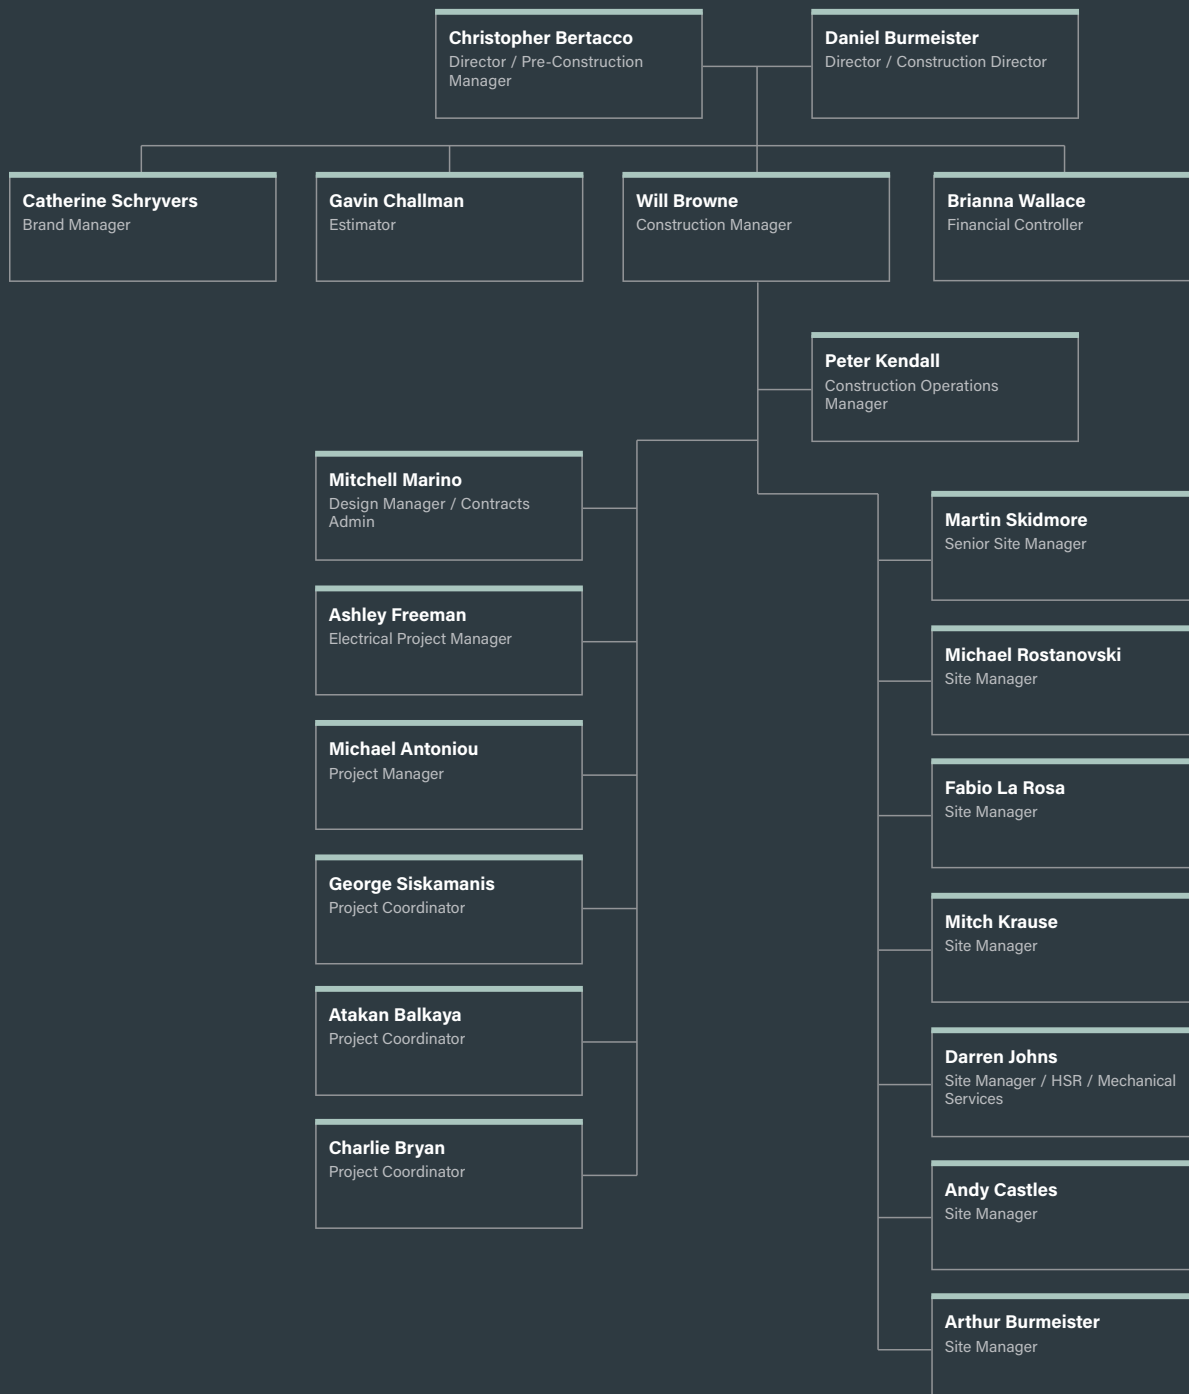 Christopher Bertacco
Director / Pre-Construction
Manager
Daniel Burmeister
Director / Construction Director
Catherine Schryvers
Brand Manager
Gavin Challman
Estimator
Will Browne
Construction Manager
Brianna Wallace
Financial Controller
Peter Kendall
Construction Operations
Manager
Mitchell Marino
Design Manager / Contracts
Admin
Ashley Freeman
Electrical Project Manager
Michael Antoniou
Project Manager
George Siskamanis
Project Coordinator
Atakan Balkaya
Project Coordinator
Charlie Bryan
Project Coordinator
Martin Skidmore
Senior Site Manager
Michael Rostanovski
Site Manager
Fabio La Rosa
Site Manager
Mitch Krause
Site Manager
Darren Johns
Site Manager / HSR / Mechanical
Services
Andy Castles
Site Manager
Arthur Burmeister
Site Manager